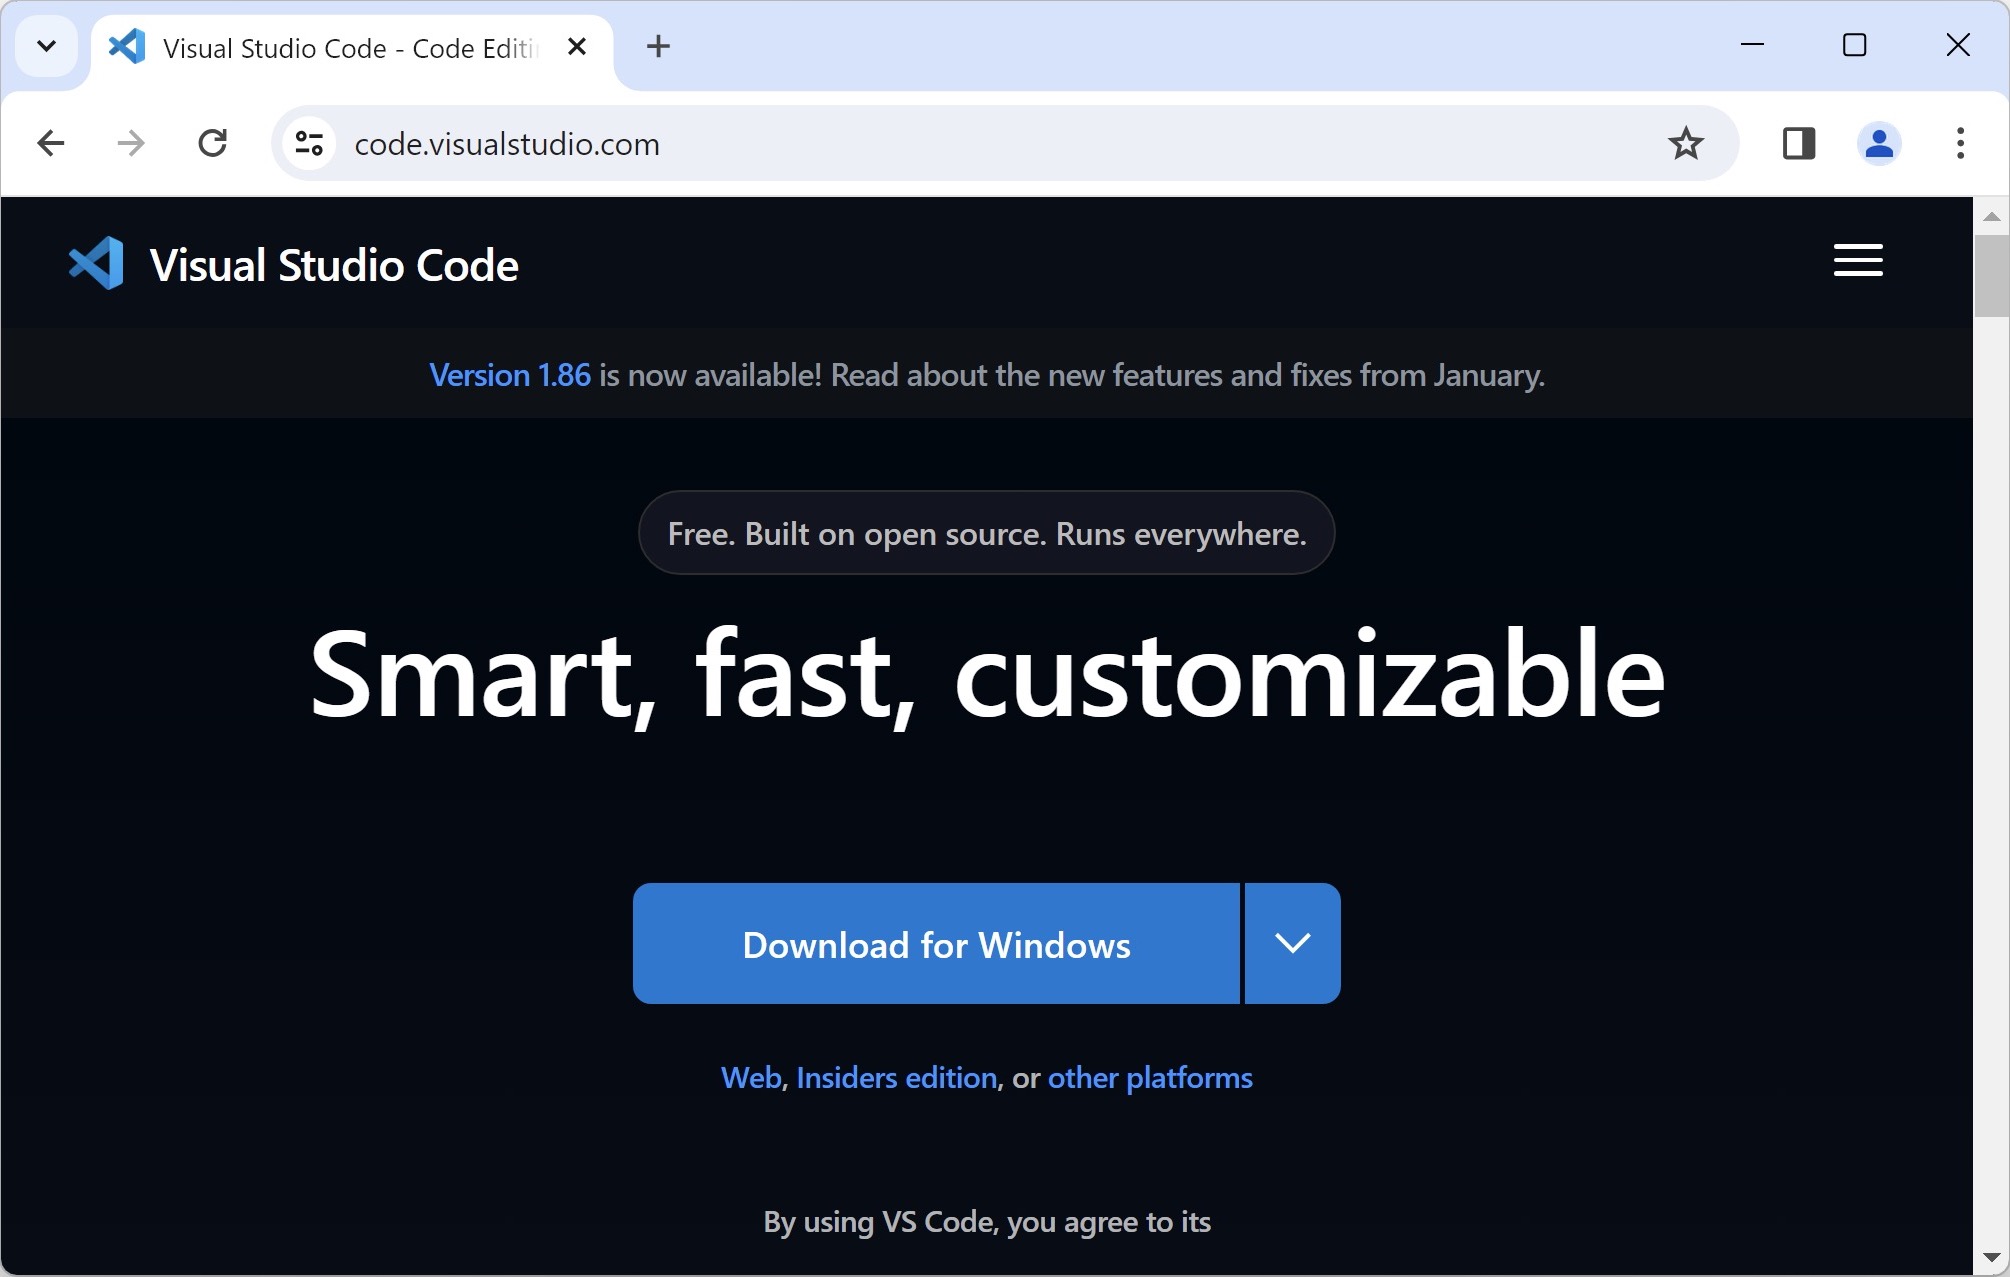 Visual Studio Code - Code Editi
code.visualstudio.com
Visual Studio Code
Version 1.86 is now available! Read about the new features and fixes from January.
Free. Built on open source. Runs everywhere.
Smart, fast, customizable
Download for Windows
Web, Insiders edition, or other platforms
By using VS Code, you agree to its